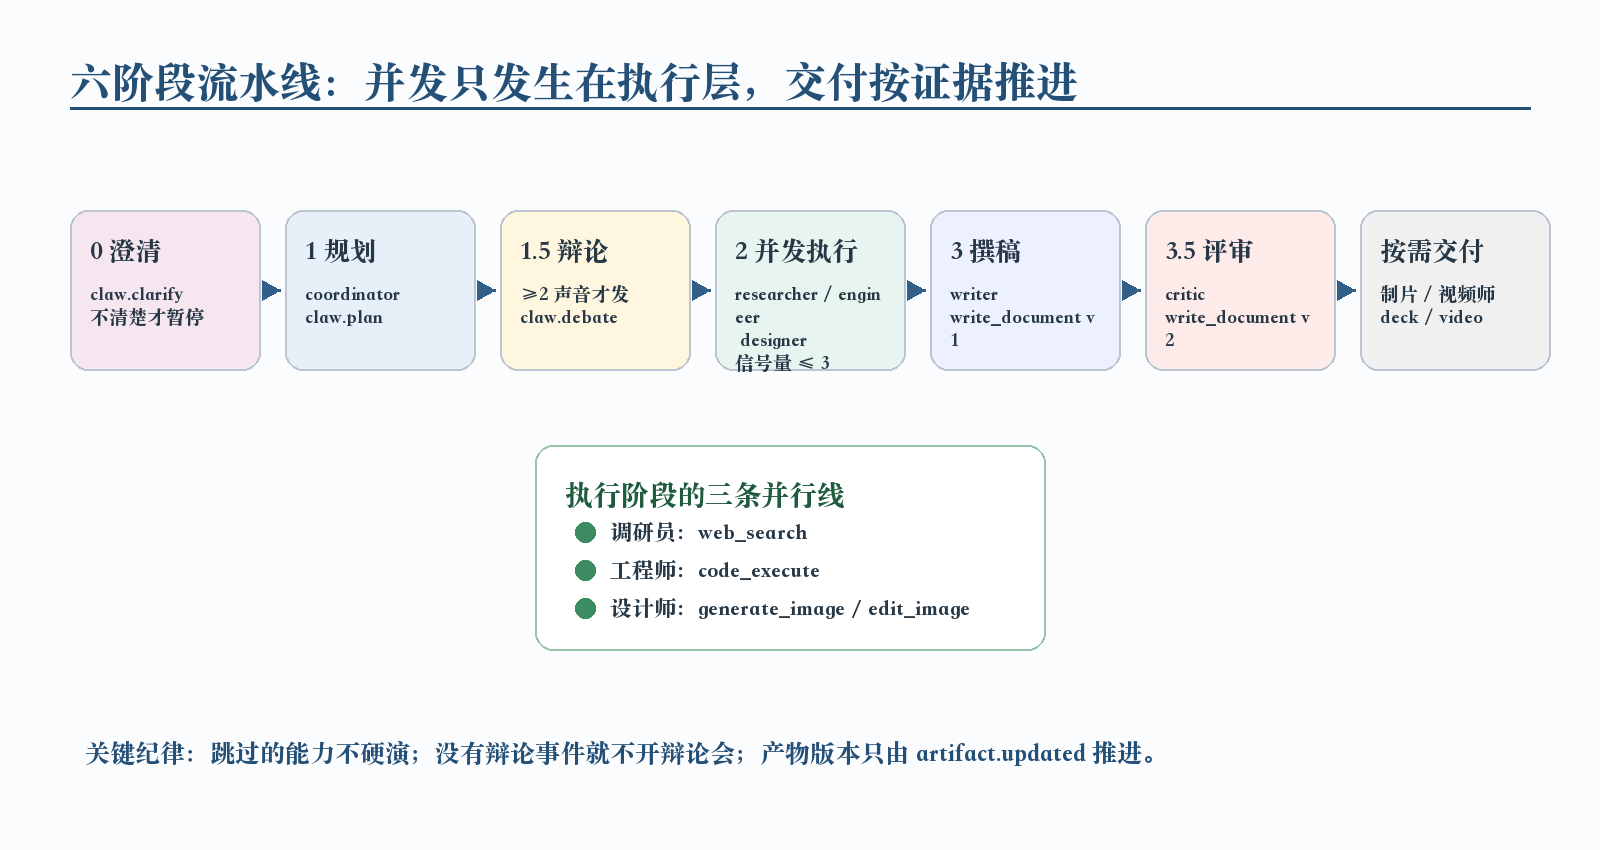 六阶段流水线：并发只发生在执行层，交付按证据推进
0 澄清
claw.clarify
不清楚才暂停
1 规划
coordinator
claw.plan
1.5 辩论
≥2 声音才发
claw.debate
2 并发执行
researcher / engin
eer
designer
信号量 ≤ 3
3 撰稿
writer
write_document v
1
3.5 评审
critic
write_document v
2
按需交付
制片 / 视频师
deck / video
执行阶段的三条并行线
调研员：web_search
工程师：code_execute
设计师：generate_image / edit_image
关键纪律：跳过的能力不硬演；没有辩论事件就不开辩论会；产物版本只由 artifact.updated 推进。